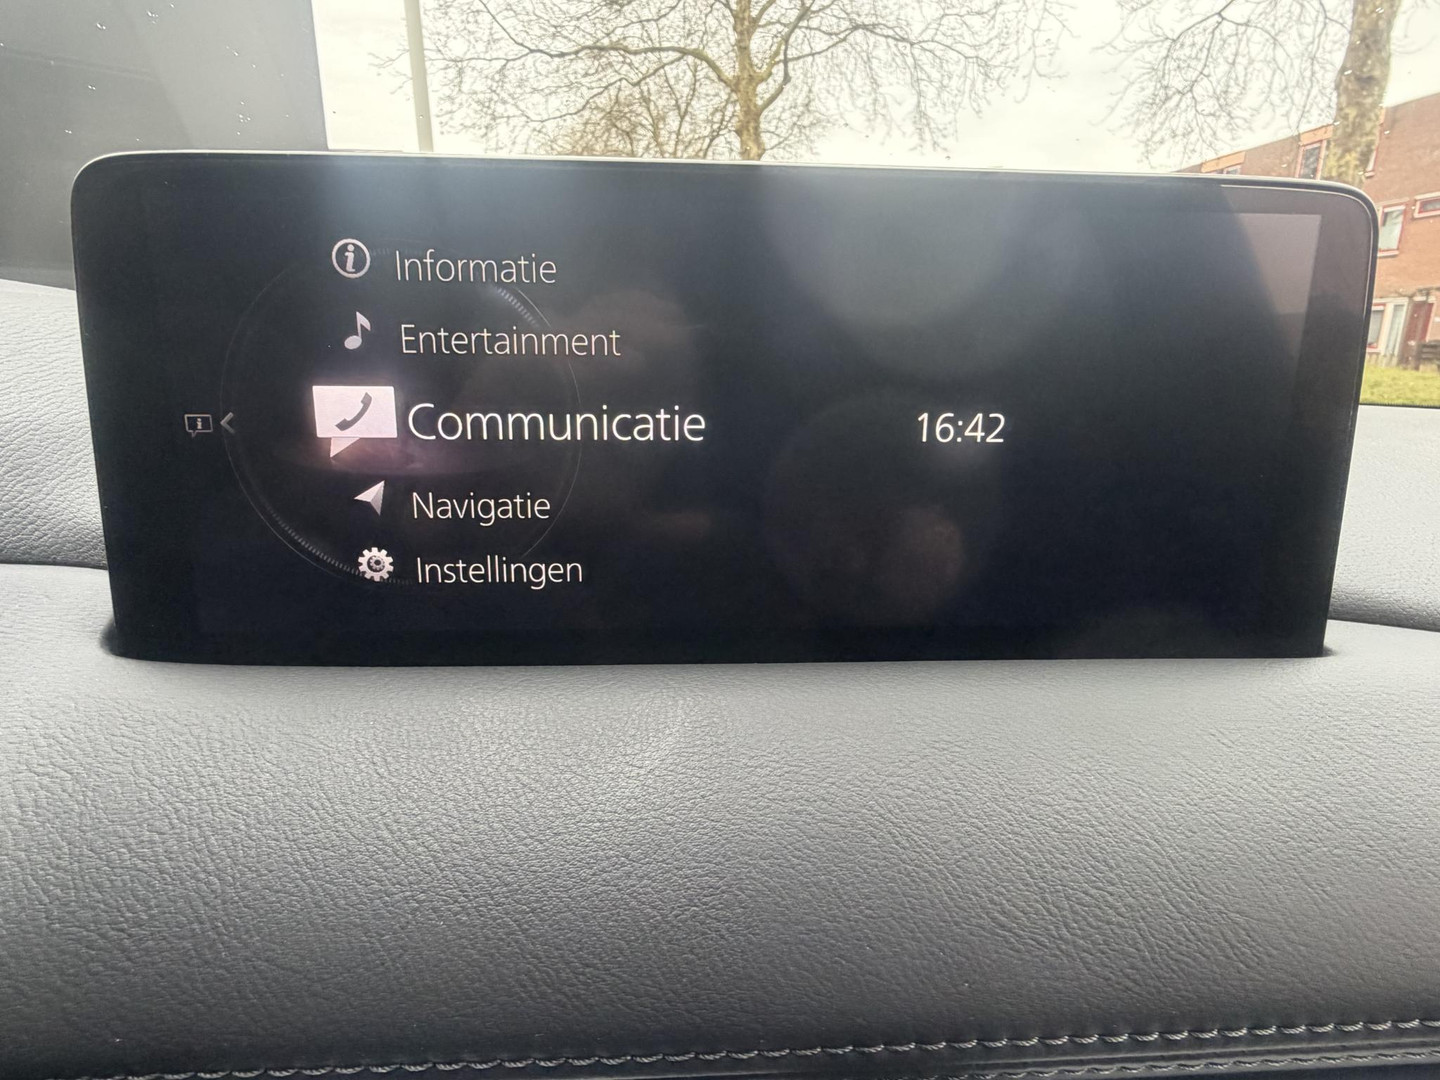 Informatie
Entertainment
Communicatie
16:42
Navigatie
Instellingen